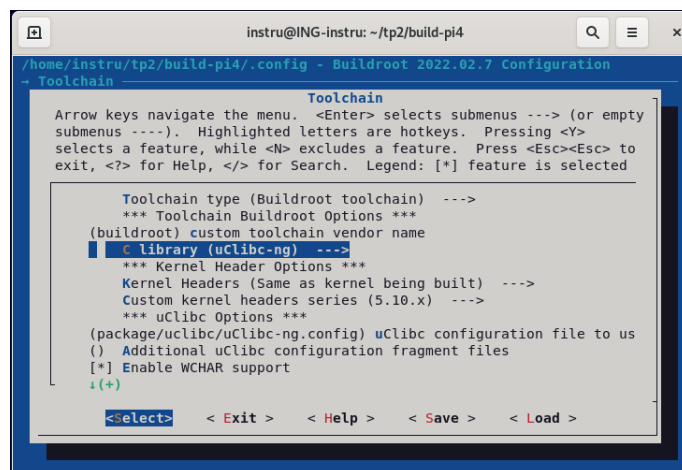 instru@ING-instru: ~/tp2/build-pi4
/home/instru/tp2/build-pi4/.config - Buildroot 2022.02.7 Configuration
→ Toolchain
Toolchain
Arrow keys navigate the menu.  <Enter> selects submenus ---> (or empty
submenus ----).  Highlighted letters are hotkeys.  Pressing <Y>
selects a feature, while <N> excludes a feature.  Press <Esc><Esc> to
exit, <?> for Help, </> for Search.  Legend: [*] feature is selected
Toolchain type (Buildroot toolchain)  --->
*** Toolchain Buildroot Options ***
(buildroot) custom toolchain vendor name
C library (uClibc-ng)  --->
*** Kernel Header Options ***
Kernel Headers (Same as kernel being built)  --->
Custom kernel headers series (5.10.x)  --->
*** uClibc Options ***
(package/uclibc/uClibc-ng.config) uClibc configuration file to us
()  Additional uClibc configuration fragment files
[*] Enable WCHAR support
↓(+)
<Select>    < Exit >    < Help >    < Save >    < Load >